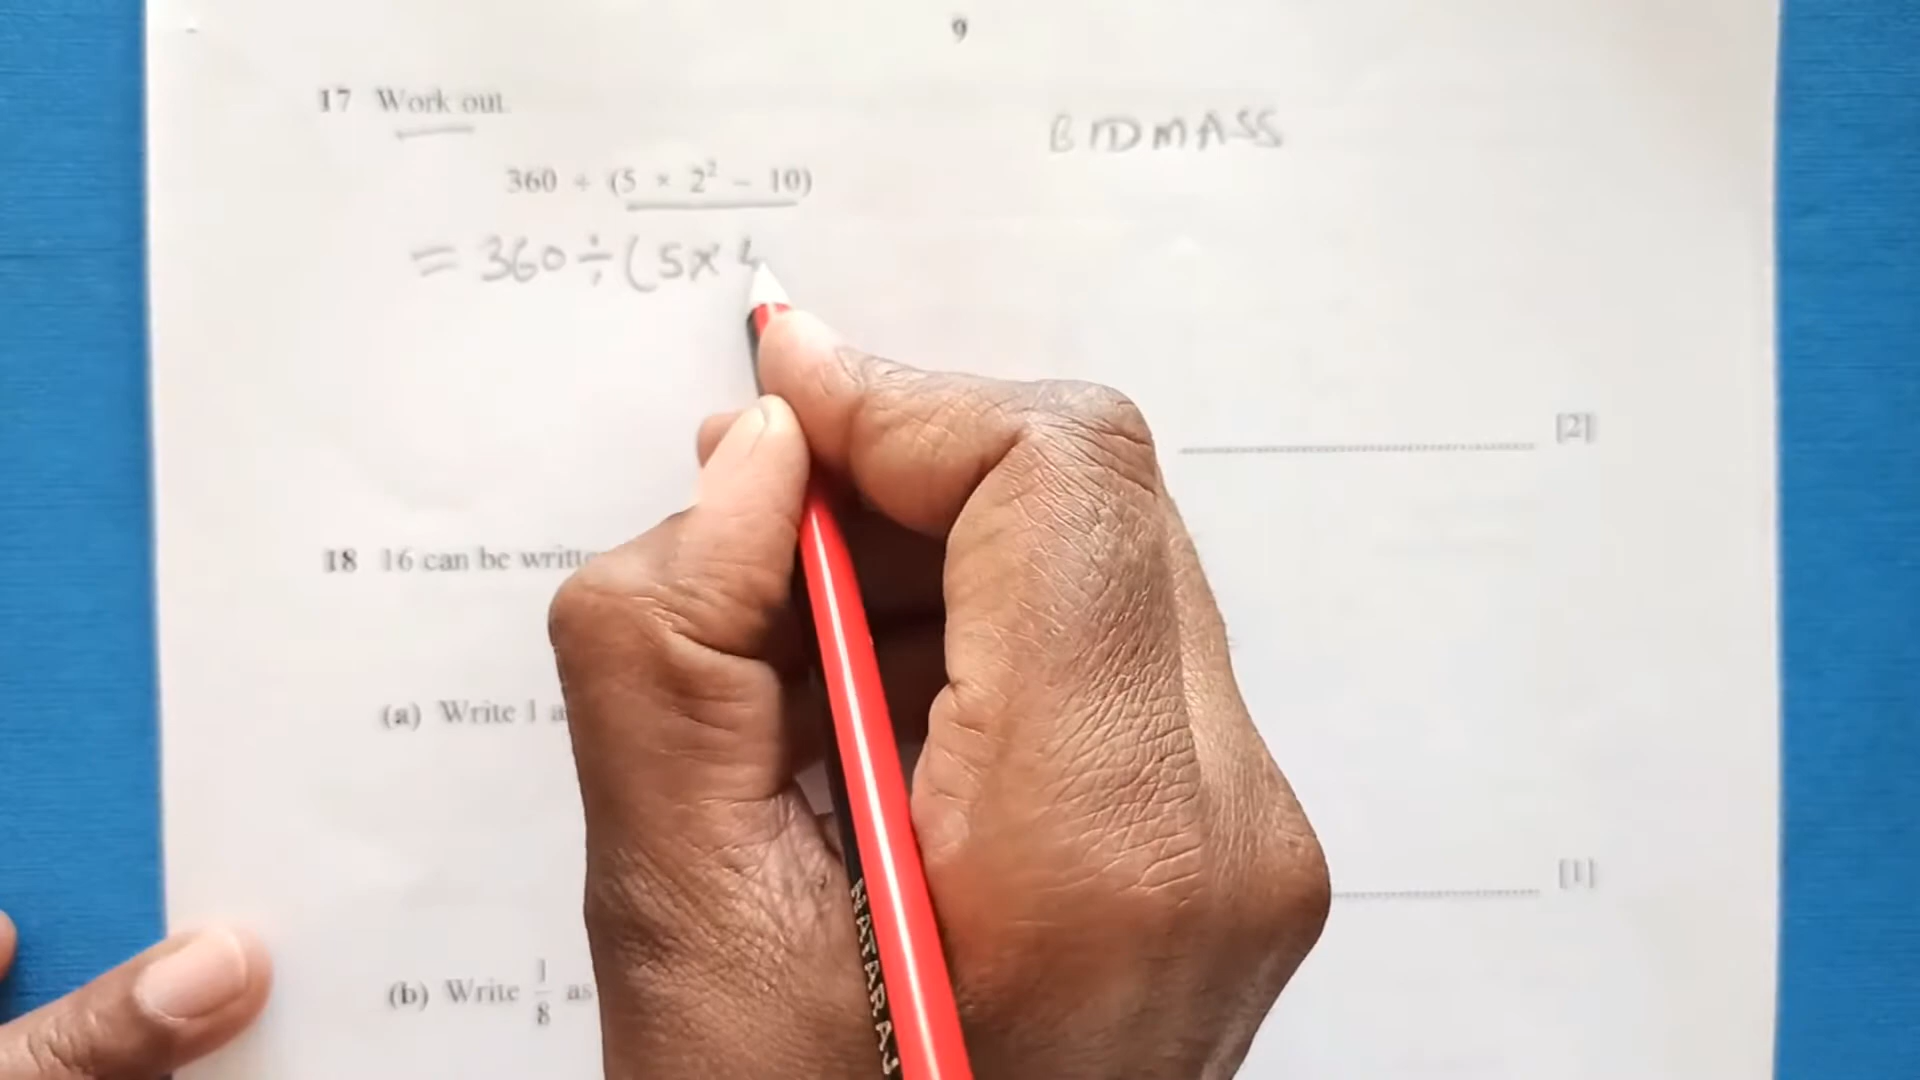 9
17 Work out.
BIDMASS
360 ÷ (5 × 2² − 10)
= 360 ÷ (5 × 4
[2]
18 16 can be
(a) Write 1
[1]
(b) Write 1/8 as
NATARAJ